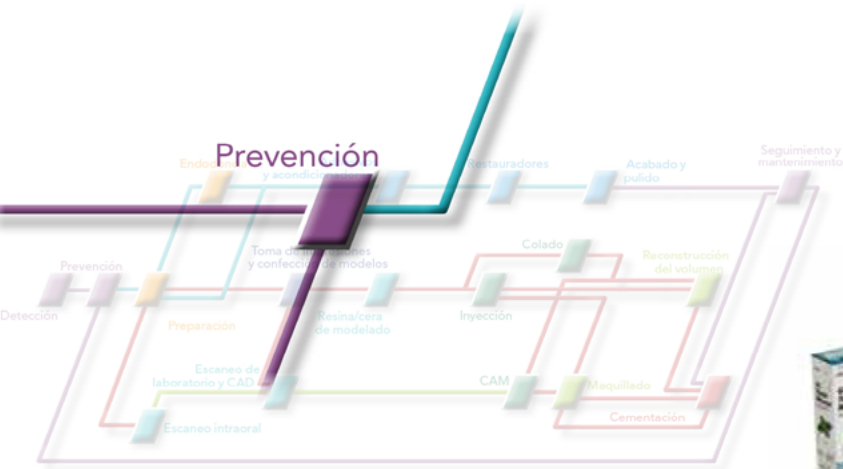 Prevención
Restauradores
Acabado y
pulido
Seguimiento y
mantenimiento
y acondicionadores
Prevención
Detección
Preparación
Toma de impresiones
y confección de modelos
Resina/cera
de modelado
Colado
Inyección
Reconstrucción
del volumen
Escaneo de
laboratorio y CAD
Escaneo intraoral
CAM
Maquillado
Cementación